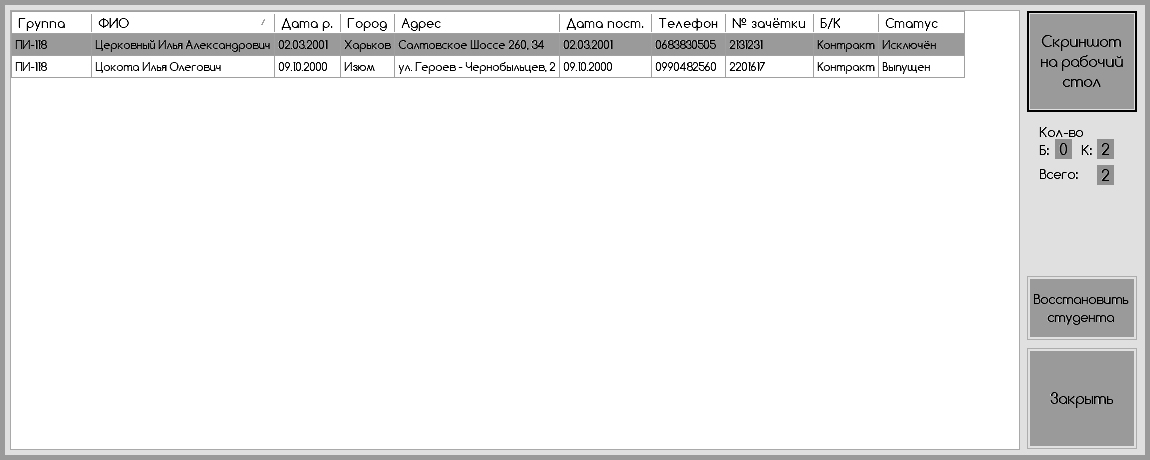 Группа ФИО Дата р. Город Адрес Дата пост. Телефон № зачётки Б/К Статус
ПИ-118 Церковный Илья Александрович 02.03.2001 Харьков Салтовское Шоссе 260, 34 02.03.2001 0683830505 2131231 Контракт Исключён
ПИ-118 Цокота Илья Олегович 09.10.2000 Изюм ул. Героев - Чернобыльцев, 2 09.10.2000 0990482560 2201617 Контракт Выпущен
Скриншот
на рабочий
стол
Кол-во
Б: 0 К: 2
Всего: 2
Восстановить
студента
Закрыть